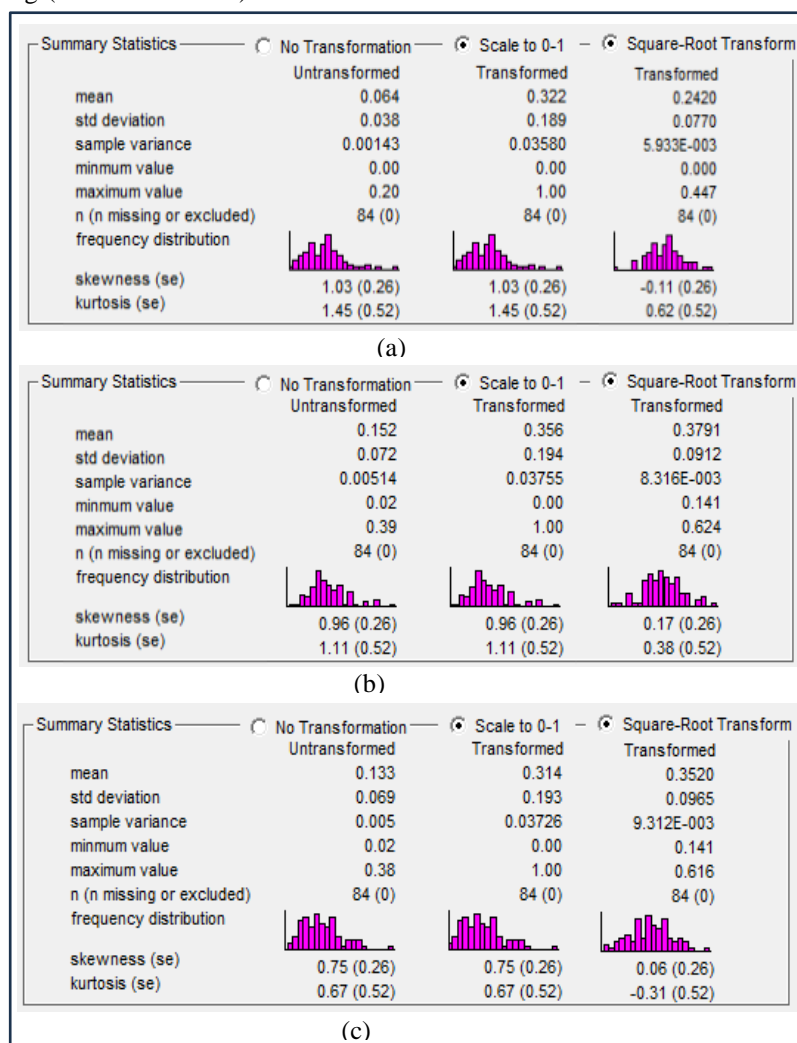 Summary Statistics No Transformation Scale to 0-1 Square-Root Transform
Untransformed Transformed Transformed
mean 0.064 0.322 0.2420
std deviation 0.038 0.189 0.0770
sample variance 0.00143 0.03580 5.933E-003
minmum value 0.00 0.00 0.000
maximum value 0.20 1.00 0.447
n (n missing or excluded) 84 (0) 84 (0) 84 (0)
frequency distribution
skewness (se) 1.03 (0.26) 1.03 (0.26) -0.11 (0.26)
kurtosis (se) 1.45 (0.52) 1.45 (0.52) 0.62 (0.52)
(a)
Summary Statistics No Transformation Scale to 0-1 Square-Root Transform
Untransformed Transformed Transformed
mean 0.152 0.356 0.3791
std deviation 0.072 0.194 0.0912
sample variance 0.00514 0.03755 8.316E-003
minmum value 0.02 0.00 0.141
maximum value 0.39 1.00 0.624
n (n missing or excluded) 84 (0) 84 (0) 84 (0)
frequency distribution
skewness (se) 0.96 (0.26) 0.96 (0.26) 0.17 (0.26)
kurtosis (se) 1.11 (0.52) 1.11 (0.52) 0.38 (0.52)
(b)
Summary Statistics No Transformation Scale to 0-1 Square-Root Transform
Untransformed Transformed Transformed
mean 0.133 0.314 0.3520
std deviation 0.069 0.193 0.0965
sample variance 0.005 0.03726 9.312E-003
minmum value 0.02 0.00 0.141
maximum value 0.38 1.00 0.616
n (n missing or excluded) 84 (0) 84 (0) 84 (0)
frequency distribution
skewness (se) 0.75 (0.26) 0.75 (0.26) 0.06 (0.26)
kurtosis (se) 0.67 (0.52) 0.67 (0.52) -0.31 (0.52)
(c)